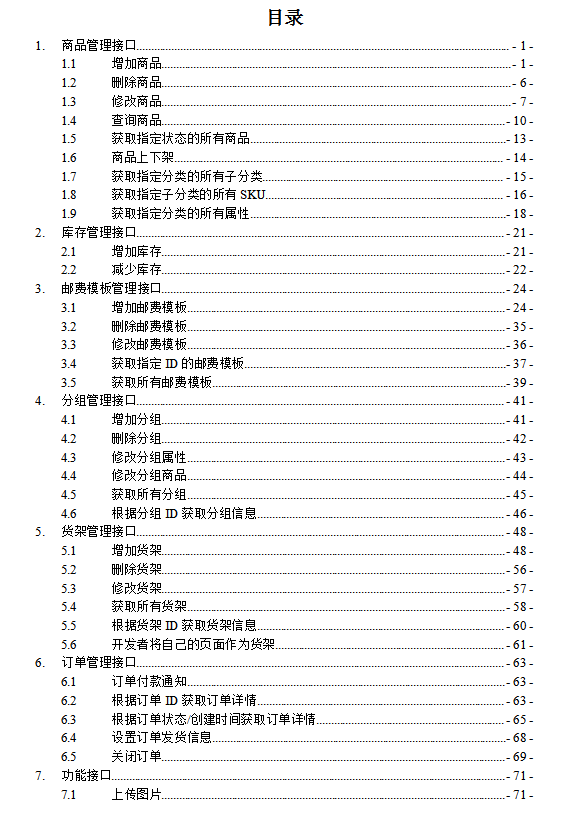 目录
1. 商品管理接口 - 1 -
1.1 增加商品 - 1 -
1.2 删除商品 - 6 -
1.3 修改商品 - 7 -
1.4 查询商品 - 10 -
1.5 获取指定状态的所有商品 - 13 -
1.6 商品上下架 - 14 -
1.7 获取指定分类的所有子分类 - 15 -
1.8 获取指定子分类的所有 SKU - 16 -
1.9 获取指定分类的所有属性 - 18 -
2. 库存管理接口 - 21 -
2.1 增加库存 - 21 -
2.2 减少库存 - 22 -
3. 邮费模板管理接口 - 24 -
3.1 增加邮费模板 - 24 -
3.2 删除邮费模板 - 35 -
3.3 修改邮费模板 - 36 -
3.4 获取指定 ID 的邮费模板 - 37 -
3.5 获取所有邮费模板 - 39 -
4. 分组管理接口 - 41 -
4.1 增加分组 - 41 -
4.2 删除分组 - 42 -
4.3 修改分组属性 - 43 -
4.4 修改分组商品 - 44 -
4.5 获取所有分组 - 45 -
4.6 根据分组 ID 获取分组信息 - 46 -
5. 货架管理接口 - 48 -
5.1 增加货架 - 48 -
5.2 删除货架 - 56 -
5.3 修改货架 - 57 -
5.4 获取所有货架 - 58 -
5.5 根据货架 ID 获取货架信息 - 60 -
5.6 开发者将自己的页面作为货架 - 61 -
6. 订单管理接口 - 63 -
6.1 订单付款通知 - 63 -
6.2 根据订单 ID 获取订单详情 - 63 -
6.3 根据订单状态/创建时间获取订单详情 - 65 -
6.4 设置订单发货信息 - 68 -
6.5 关闭订单 - 69 -
7. 功能接口 - 71 -
7.1 上传图片 - 71 -